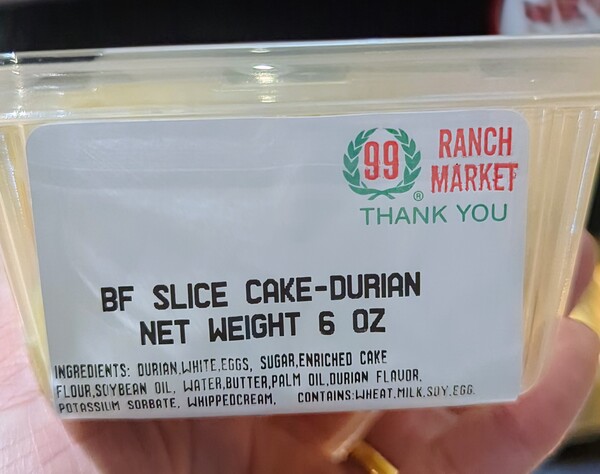 99 RANCH
MARKET
®
THANK YOU
BF SLICE CAKE-DURIAN
NET WEIGHT 6 OZ
INGREDIENTS: DURIAN,WHITE,EGGS, SUGAR,ENRICHED CAKE
FLOUR,SOYBEAN OIL, WATER,BUTTER,PALM OIL,DURIAN FLAVOR,
POTASSIUM SORBATE, WHIPPEDCREAM, CONTAINS:WHEAT,MILK,SOY,EGG.